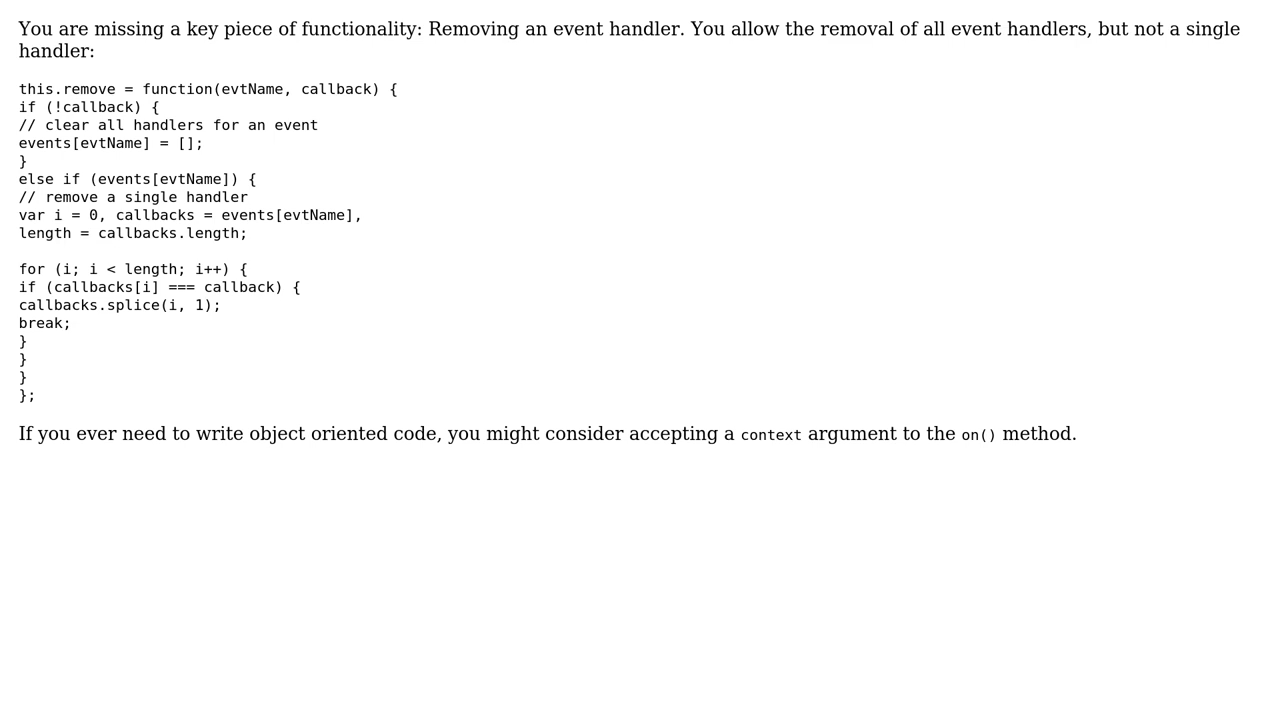 You are missing a key piece of functionality: Removing an event handler. You allow the removal of all event handlers, but not a single
handler:
this.remove = function(evtName, callback) {
if (!callback) {
// clear all handlers for an event
events[evtName] = [];
}
else if (events[evtName]) {
// remove a single handler
var i = 0, callbacks = events[evtName],
length = callbacks.length;
for (i; i < length; i++) {
if (callbacks[i] === callback) {
callbacks.splice(i, 1);
break;
}
}
}
};
If you ever need to write object oriented code, you might consider accepting a context argument to the on() method.